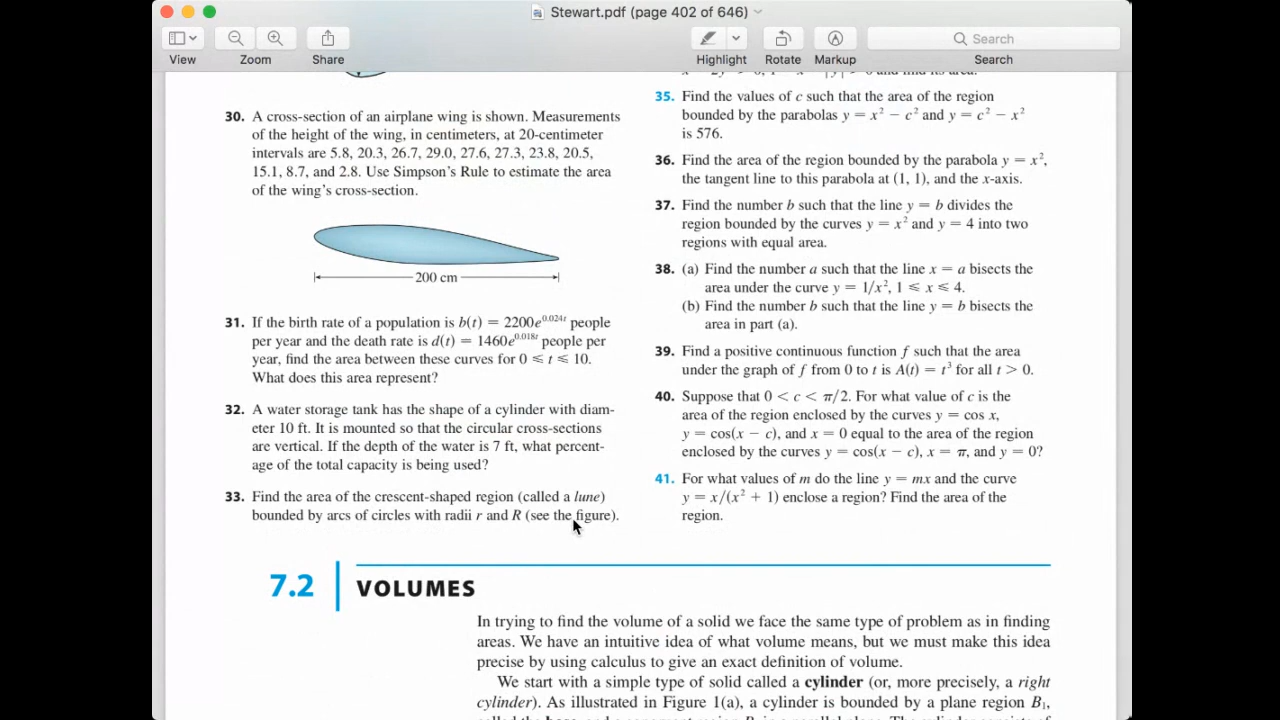 Stewart.pdf (page 402 of 646)
View
Zoom
Share
Highlight
Rotate
Markup
Search
Search
30. A cross-section of an airplane wing is shown. Measurements
of the height of the wing, in centimeters, at 20-centimeter
intervals are 5.8, 20.3, 26.7, 29.0, 27.6, 27.3, 23.8, 20.5,
15.1, 8.7, and 2.8. Use Simpson's Rule to estimate the area
of the wing's cross-section.
200 cm
31. If the birth rate of a population is b(t) = 2200e^0.024t people
per year and the death rate is d(t) = 1460e^0.018t people per
year, find the area between these curves for 0 ≤ t ≤ 10.
What does this area represent?
32. A water storage tank has the shape of a cylinder with diam-
eter 10 ft. It is mounted so that the circular cross-sections
are vertical. If the depth of the water is 7 ft, what percent-
age of the total capacity is being used?
33. Find the area of the crescent-shaped region (called a lune)
bounded by arcs of circles with radii r and R (see the figure).
and find its area.
35. Find the values of c such that the area of the region
bounded by the parabolas y = x² − c² and y = c² − x²
is 576.
36. Find the area of the region bounded by the parabola y = x²,
the tangent line to this parabola at (1, 1), and the x-axis.
37. Find the number b such that the line y = b divides the
region bounded by the curves y = x² and y = 4 into two
regions with equal area.
38. (a) Find the number a such that the line x = a bisects the
area under the curve y = 1/x², 1 ≤ x ≤ 4.
(b) Find the number b such that the line y = b bisects the
area in part (a).
39. Find a positive continuous function f such that the area
under the graph of f from 0 to t is A(t) = t³ for all t > 0.
40. Suppose that 0 < c < π/2. For what value of c is the
area of the region enclosed by the curves y = cos x,
y = cos(x − c), and x = 0 equal to the area of the region
enclosed by the curves y = cos(x − c), x = π, and y = 0?
41. For what values of m do the line y = mx and the curve
y = x/(x² + 1) enclose a region? Find the area of the
region.
7.2 VOLUMES
In trying to find the volume of a solid we face the same type of problem as in finding
areas. We have an intuitive idea of what volume means, but we must make this idea
precise by using calculus to give an exact definition of volume.
We start with a simple type of solid called a cylinder (or, more precisely, a right
cylinder). As illustrated in Figure 1(a), a cylinder is bounded by a plane region B₁,